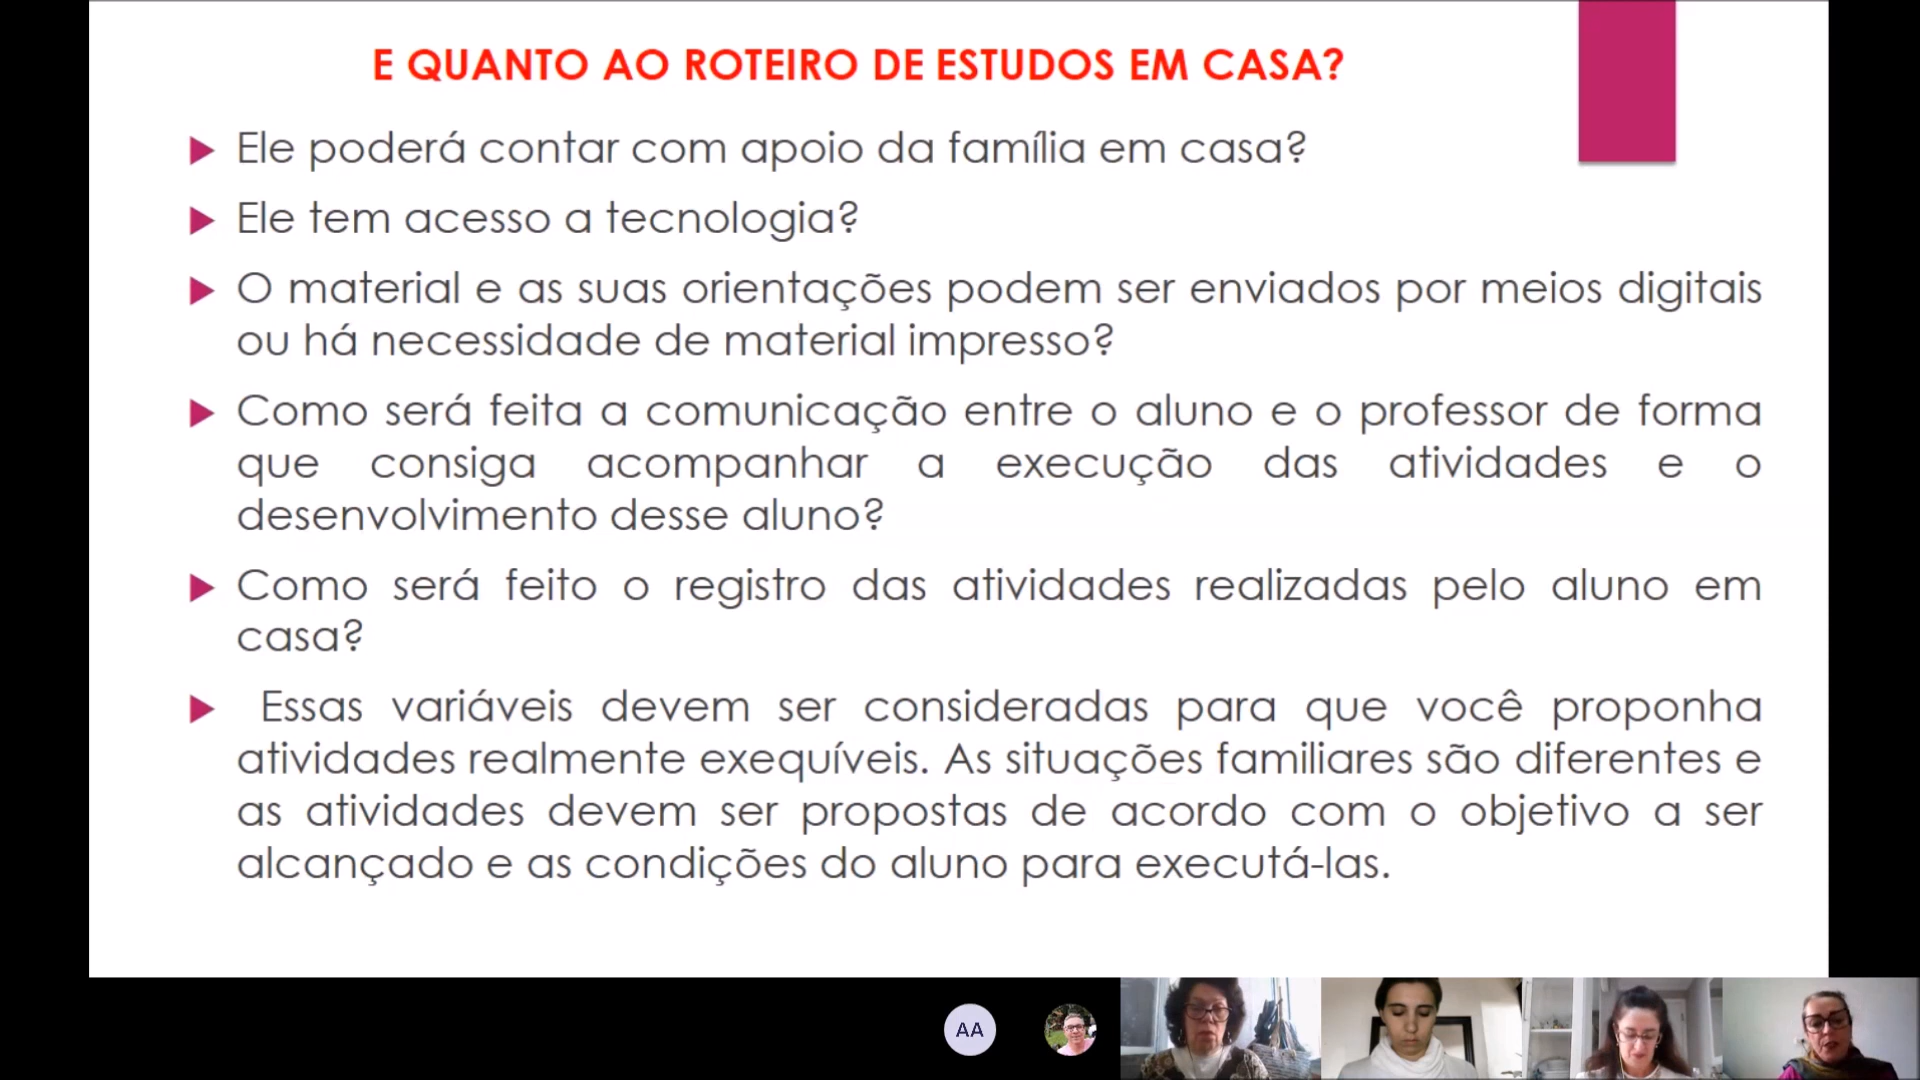 E QUANTO AO ROTEIRO DE ESTUDOS EM CASA?
Ele poderá contar com apoio da família em casa?
Ele tem acesso a tecnologia?
O material e as suas orientações podem ser enviados por meios digitais
ou há necessidade de material impresso?
Como será feita a comunicação entre o aluno e o professor de forma
que consiga acompanhar a execução das atividades e o
desenvolvimento desse aluno?
Como será feito o registro das atividades realizadas pelo aluno em
casa?
Essas variáveis devem ser consideradas para que você proponha
atividades realmente exequíveis. As situações familiares são diferentes e
as atividades devem ser propostas de acordo com o objetivo a ser
alcançado e as condições do aluno para executá-las.
AA